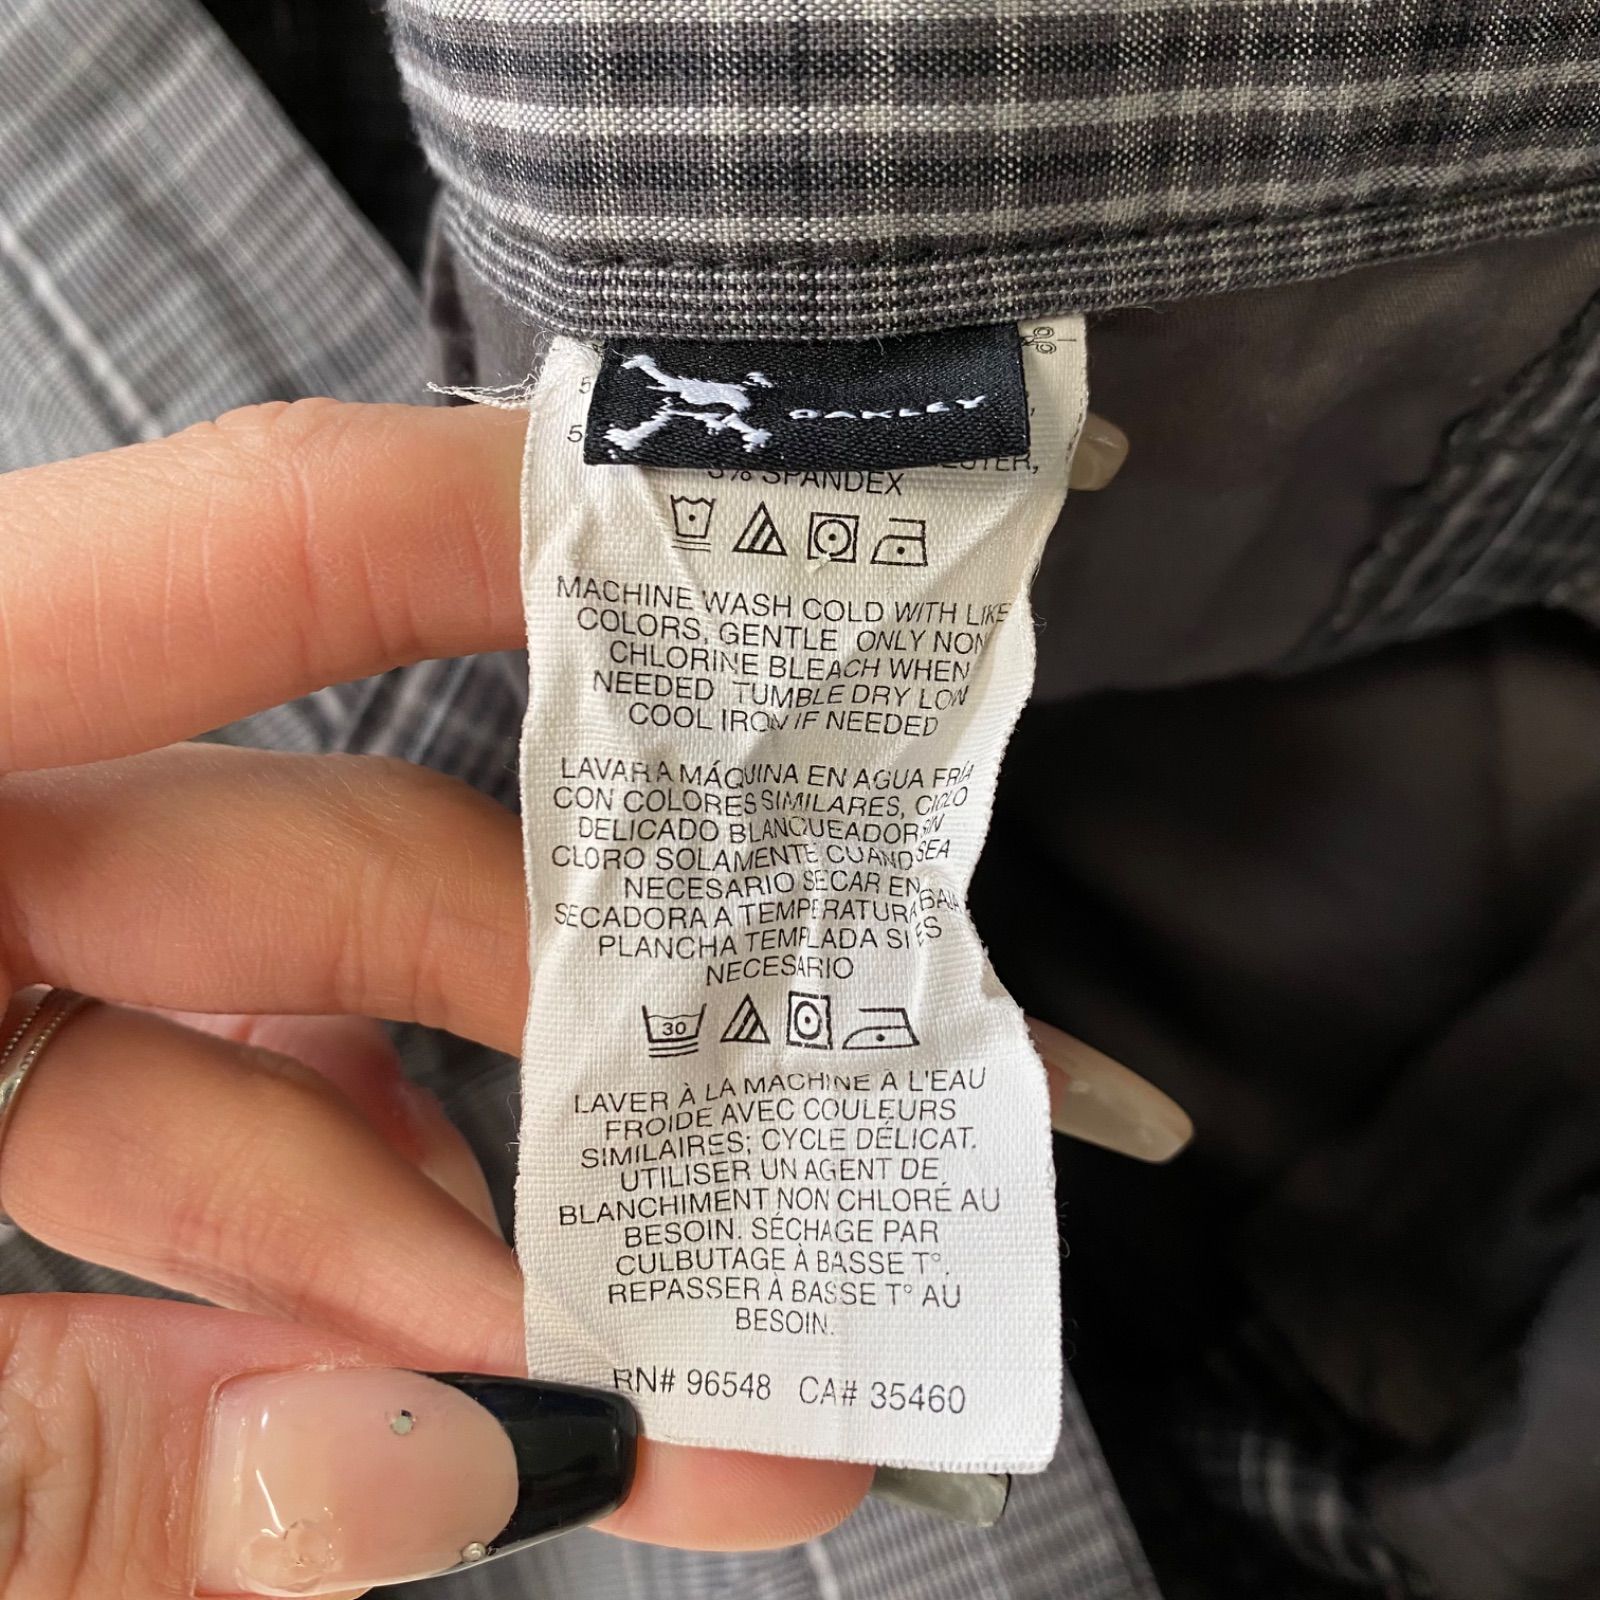 OAKLEY
3% SPANDEX
MACHINE WASH COLD WITH LIKE
COLORS, GENTLE ONLY NON
CHLORINE BLEACH WHEN
NEEDED TUMBLE DRY LOW
COOL IRON IF NEEDED
LAVAR A MÁQUINA EN AGUA FRÍA
CON COLORES SIMILARES, CICLO
DELICADO BLANQUEADOR SIN
CLORO SOLAMENTE CUANDO SEA
NECESARIO SECAR EN
SECADORA A TEMPERATURA BAJA
PLANCHA TEMPLADA SI ES
NECESARIO
30
LAVER À LA MACHINE A L'EAU
FROIDE AVEC COULEURS
SIMILAIRES; CYCLE DÉLICAT.
UTILISER UN AGENT DE
BLANCHIMENT NON CHLORÉ AU
BESOIN. SÉCHAGE PAR
CULBUTAGE À BASSE T°.
REPASSER À BASSE T° AU
BESOIN.
RN# 96548 CA# 35460